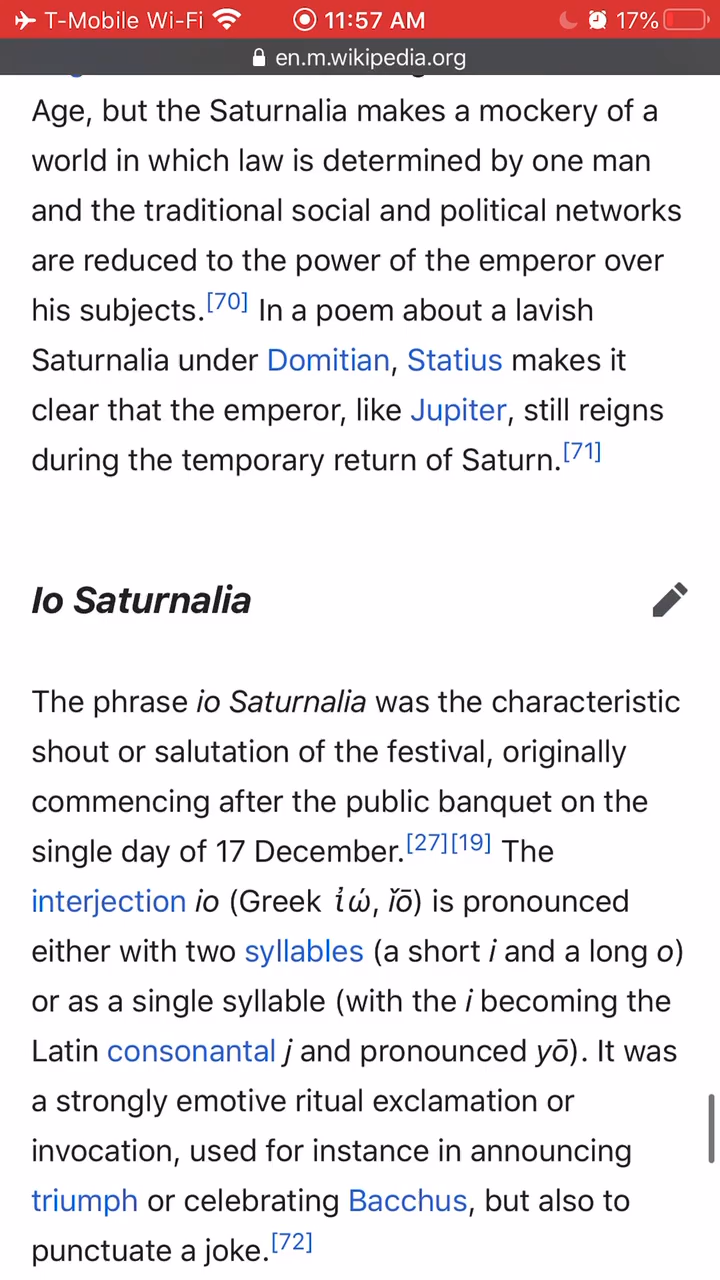 T-Mobile Wi-Fi 11:57 AM 17%
en.m.wikipedia.org
Age, but the Saturnalia makes a mockery of a
world in which law is determined by one man
and the traditional social and political networks
are reduced to the power of the emperor over
his subjects.[70] In a poem about a lavish
Saturnalia under Domitian, Statius makes it
clear that the emperor, like Jupiter, still reigns
during the temporary return of Saturn.[71]
Io Saturnalia
The phrase io Saturnalia was the characteristic
shout or salutation of the festival, originally
commencing after the public banquet on the
single day of 17 December.[27][19] The
interjection io (Greek ἰώ, ĭō) is pronounced
either with two syllables (a short i and a long o)
or as a single syllable (with the i becoming the
Latin consonantal j and pronounced yō). It was
a strongly emotive ritual exclamation or
invocation, used for instance in announcing
triumph or celebrating Bacchus, but also to
punctuate a joke.[72]